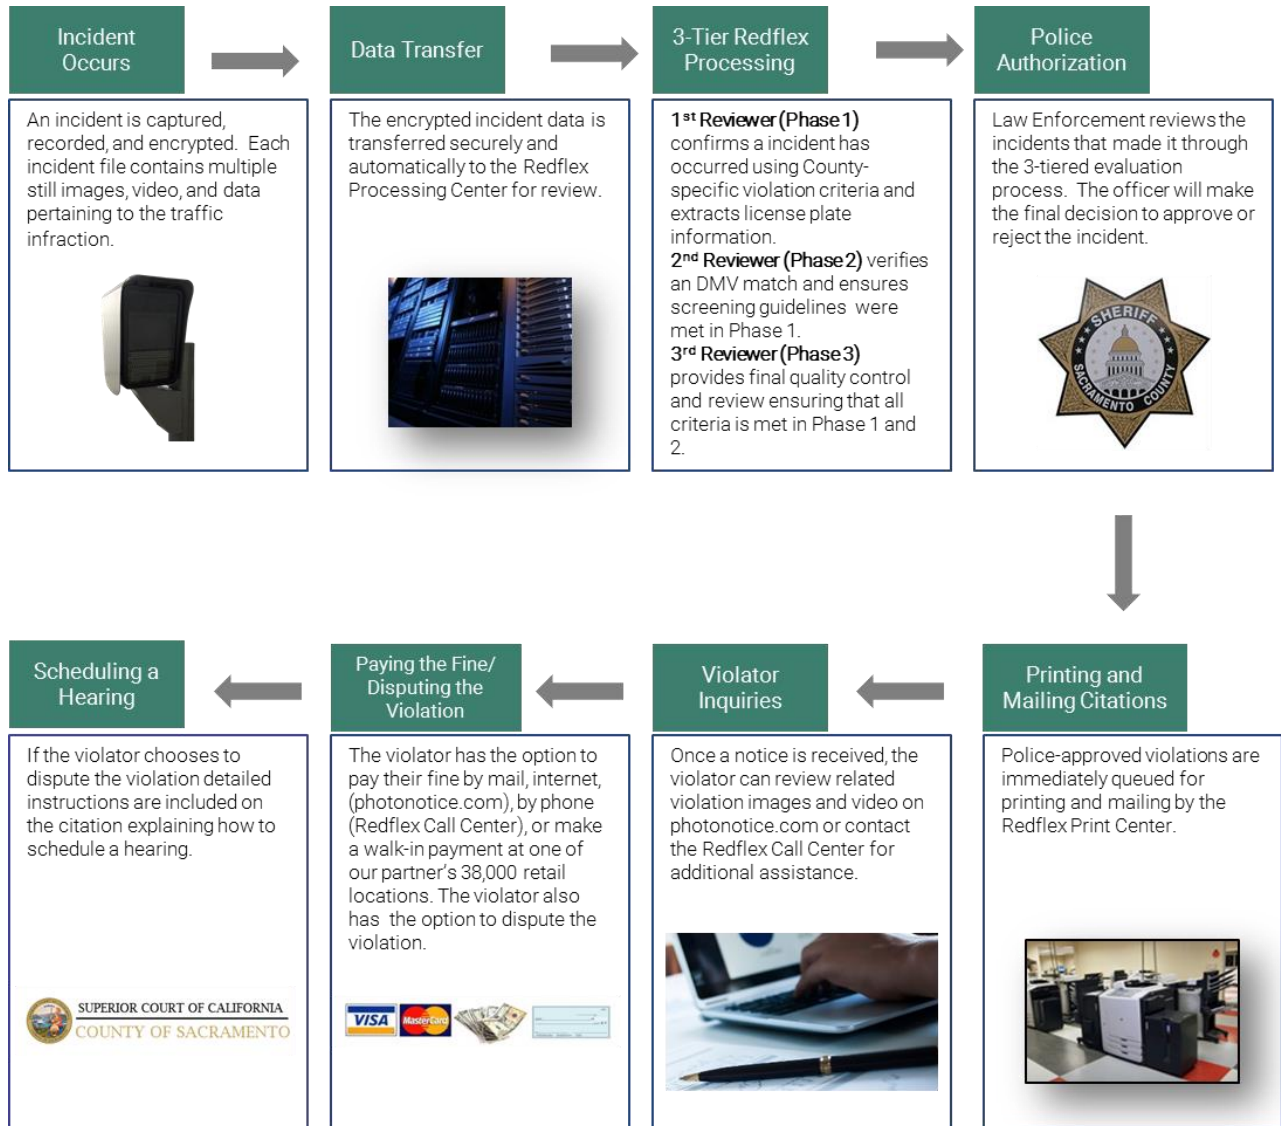 Incident
Occurs
Data Transfer
3-Tier Redflex
Processing
Police
Authorization
An incident is captured,
recorded, and encrypted.  Each
incident file contains multiple
still images, video, and data
pertaining to the traffic
infraction.
The encrypted incident data is
transferred securely and
automatically to the Redflex
Processing Center for review.
1st Reviewer (Phase 1)
confirms a incident has
occurred using County-
specific violation criteria and
extracts license plate
information.
2nd Reviewer (Phase 2) verifies
an DMV match and ensures
screening guidelines  were
met in Phase 1.
3rd Reviewer (Phase 3)
provides final quality control
and review ensuring that all
criteria is met in Phase 1 and
2.
Law Enforcement reviews the
incidents that made it through
the 3-tiered evaluation
process.  The officer will make
the final decision to approve or
reject the incident.
SHERIFF
SACRAMENTO COUNTY
Scheduling a
Hearing
Paying the Fine/
Disputing the
Violation
Violator
Inquiries
Printing and
Mailing Citations
If the violator chooses to
dispute the violation detailed
instructions are included on
the citation explaining how to
schedule a hearing.
SUPERIOR COURT OF CALIFORNIA
COUNTY OF SACRAMENTO
The violator has the option to
pay their fine by mail, internet,
(photonotice.com), by phone
(Redflex Call Center), or make
a walk-in payment at one of
our partner's 38,000 retail
locations. The violator also
has  the option to dispute the
violation.
VISA
MasterCard
Once a notice is received, the
violator can review related
violation images and video on
photonotice.com or contact
the Redflex Call Center for
additional assistance.
Police-approved violations are
immediately queued for
printing and mailing by the
Redflex Print Center.